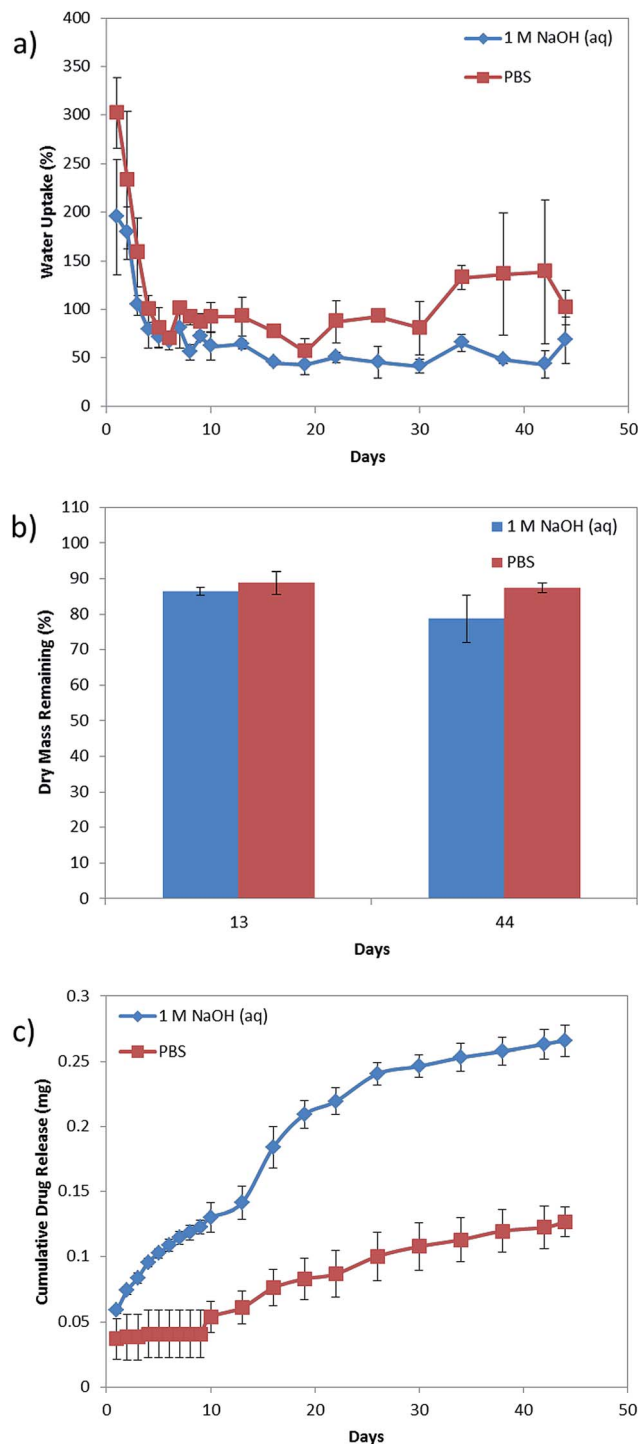 a)
400
350
300
250
200
150
100
50
0
Water Uptake (%)
1 M NaOH (aq)
PBS
0 10 20 30 40 50
Days
b)
110
100
90
80
70
60
50
40
30
20
10
0
Dry Mass Remaining (%)
1 M NaOH (aq)
PBS
13 44
Days
c)
0.3
0.25
0.2
0.15
0.1
0.05
0
Cumulative Drug Release (mg)
1 M NaOH (aq)
PBS
0 10 20 30 40 50
Days